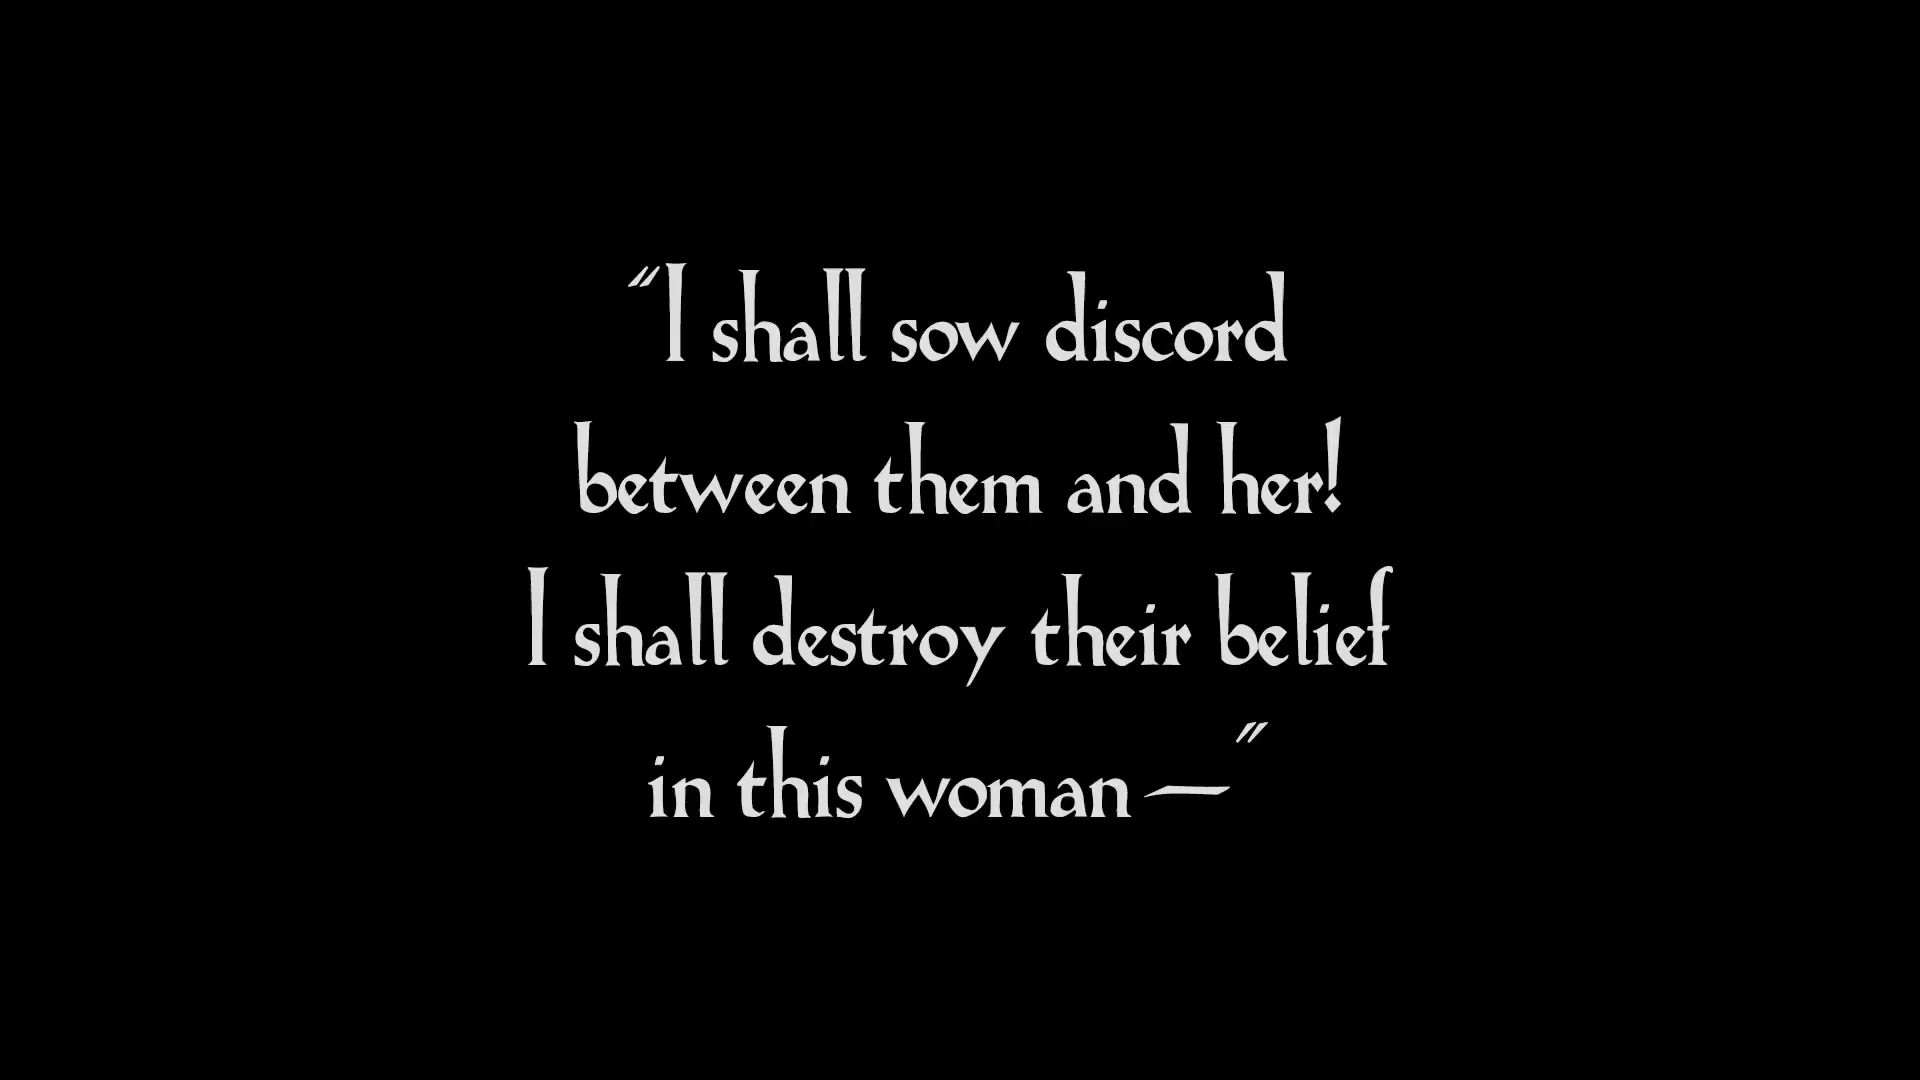 "I shall sow discord
between them and her!
I shall destroy their belief
in this woman—"